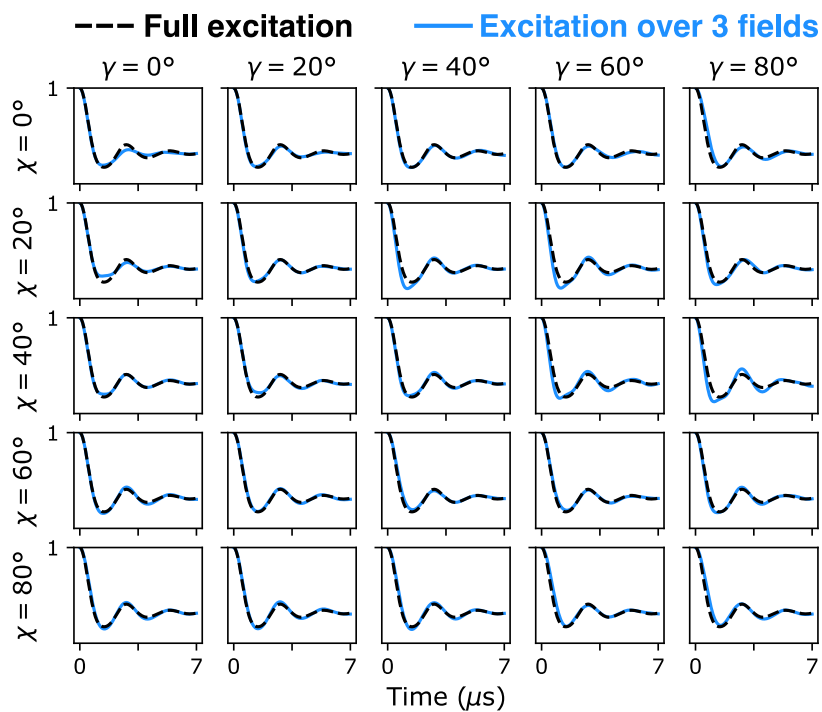 Full excitation Excitation over 3 fields
γ = 0° γ = 20° γ = 40° γ = 60° γ = 80°
1
χ = 0°
1
χ = 20°
1
χ = 40°
1
χ = 60°
1
χ = 80°
0 7 0 7 0 7 0 7 0 7
Time (μs)